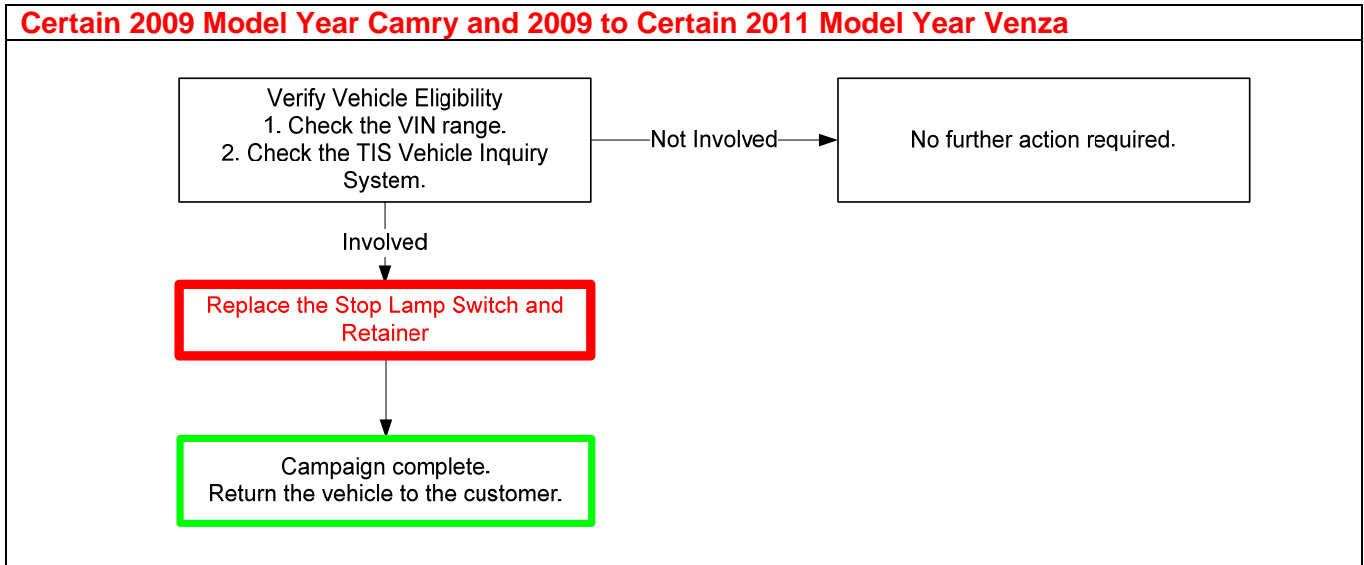 Certain 2009 Model Year Camry and 2009 to Certain 2011 Model Year Venza
Verify Vehicle Eligibility
1. Check the VIN range.
2. Check the TIS Vehicle Inquiry
System.
Not Involved
No further action required.
Involved
Replace the Stop Lamp Switch and
Retainer
Campaign complete.
Return the vehicle to the customer.